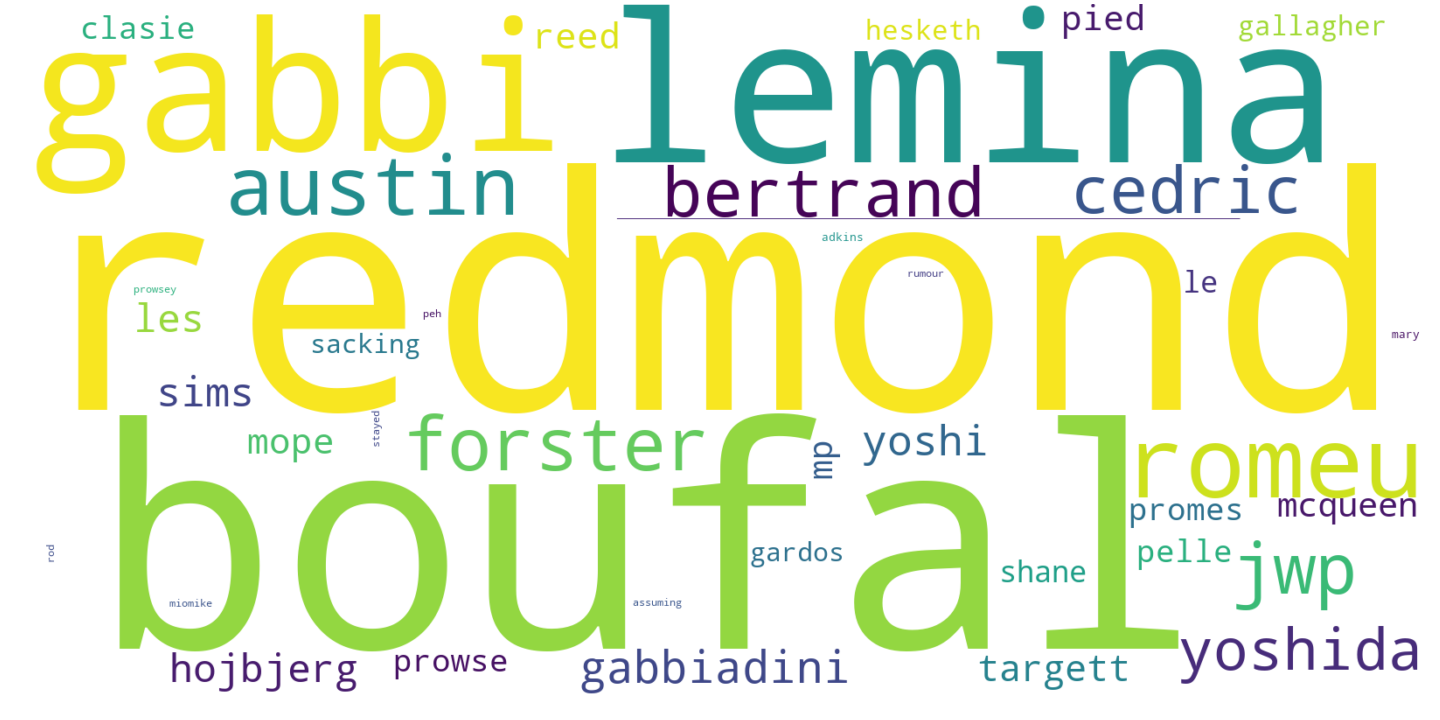 clasie
gabbi
reed
lemina
hesketh
pied
gallagher
austin
bertrand
cedric
redmond
adkins
rumour
le
prowsey
les
peh
sacking
mary
sims
stayed
mope
forster
mp
yoshi
romeu
boufal
promes
mcqueen
rod
gardos
pelle
shane
jwp
miomike
assuming
hojbjerg
prowse
gabbiadini
targett
yoshida